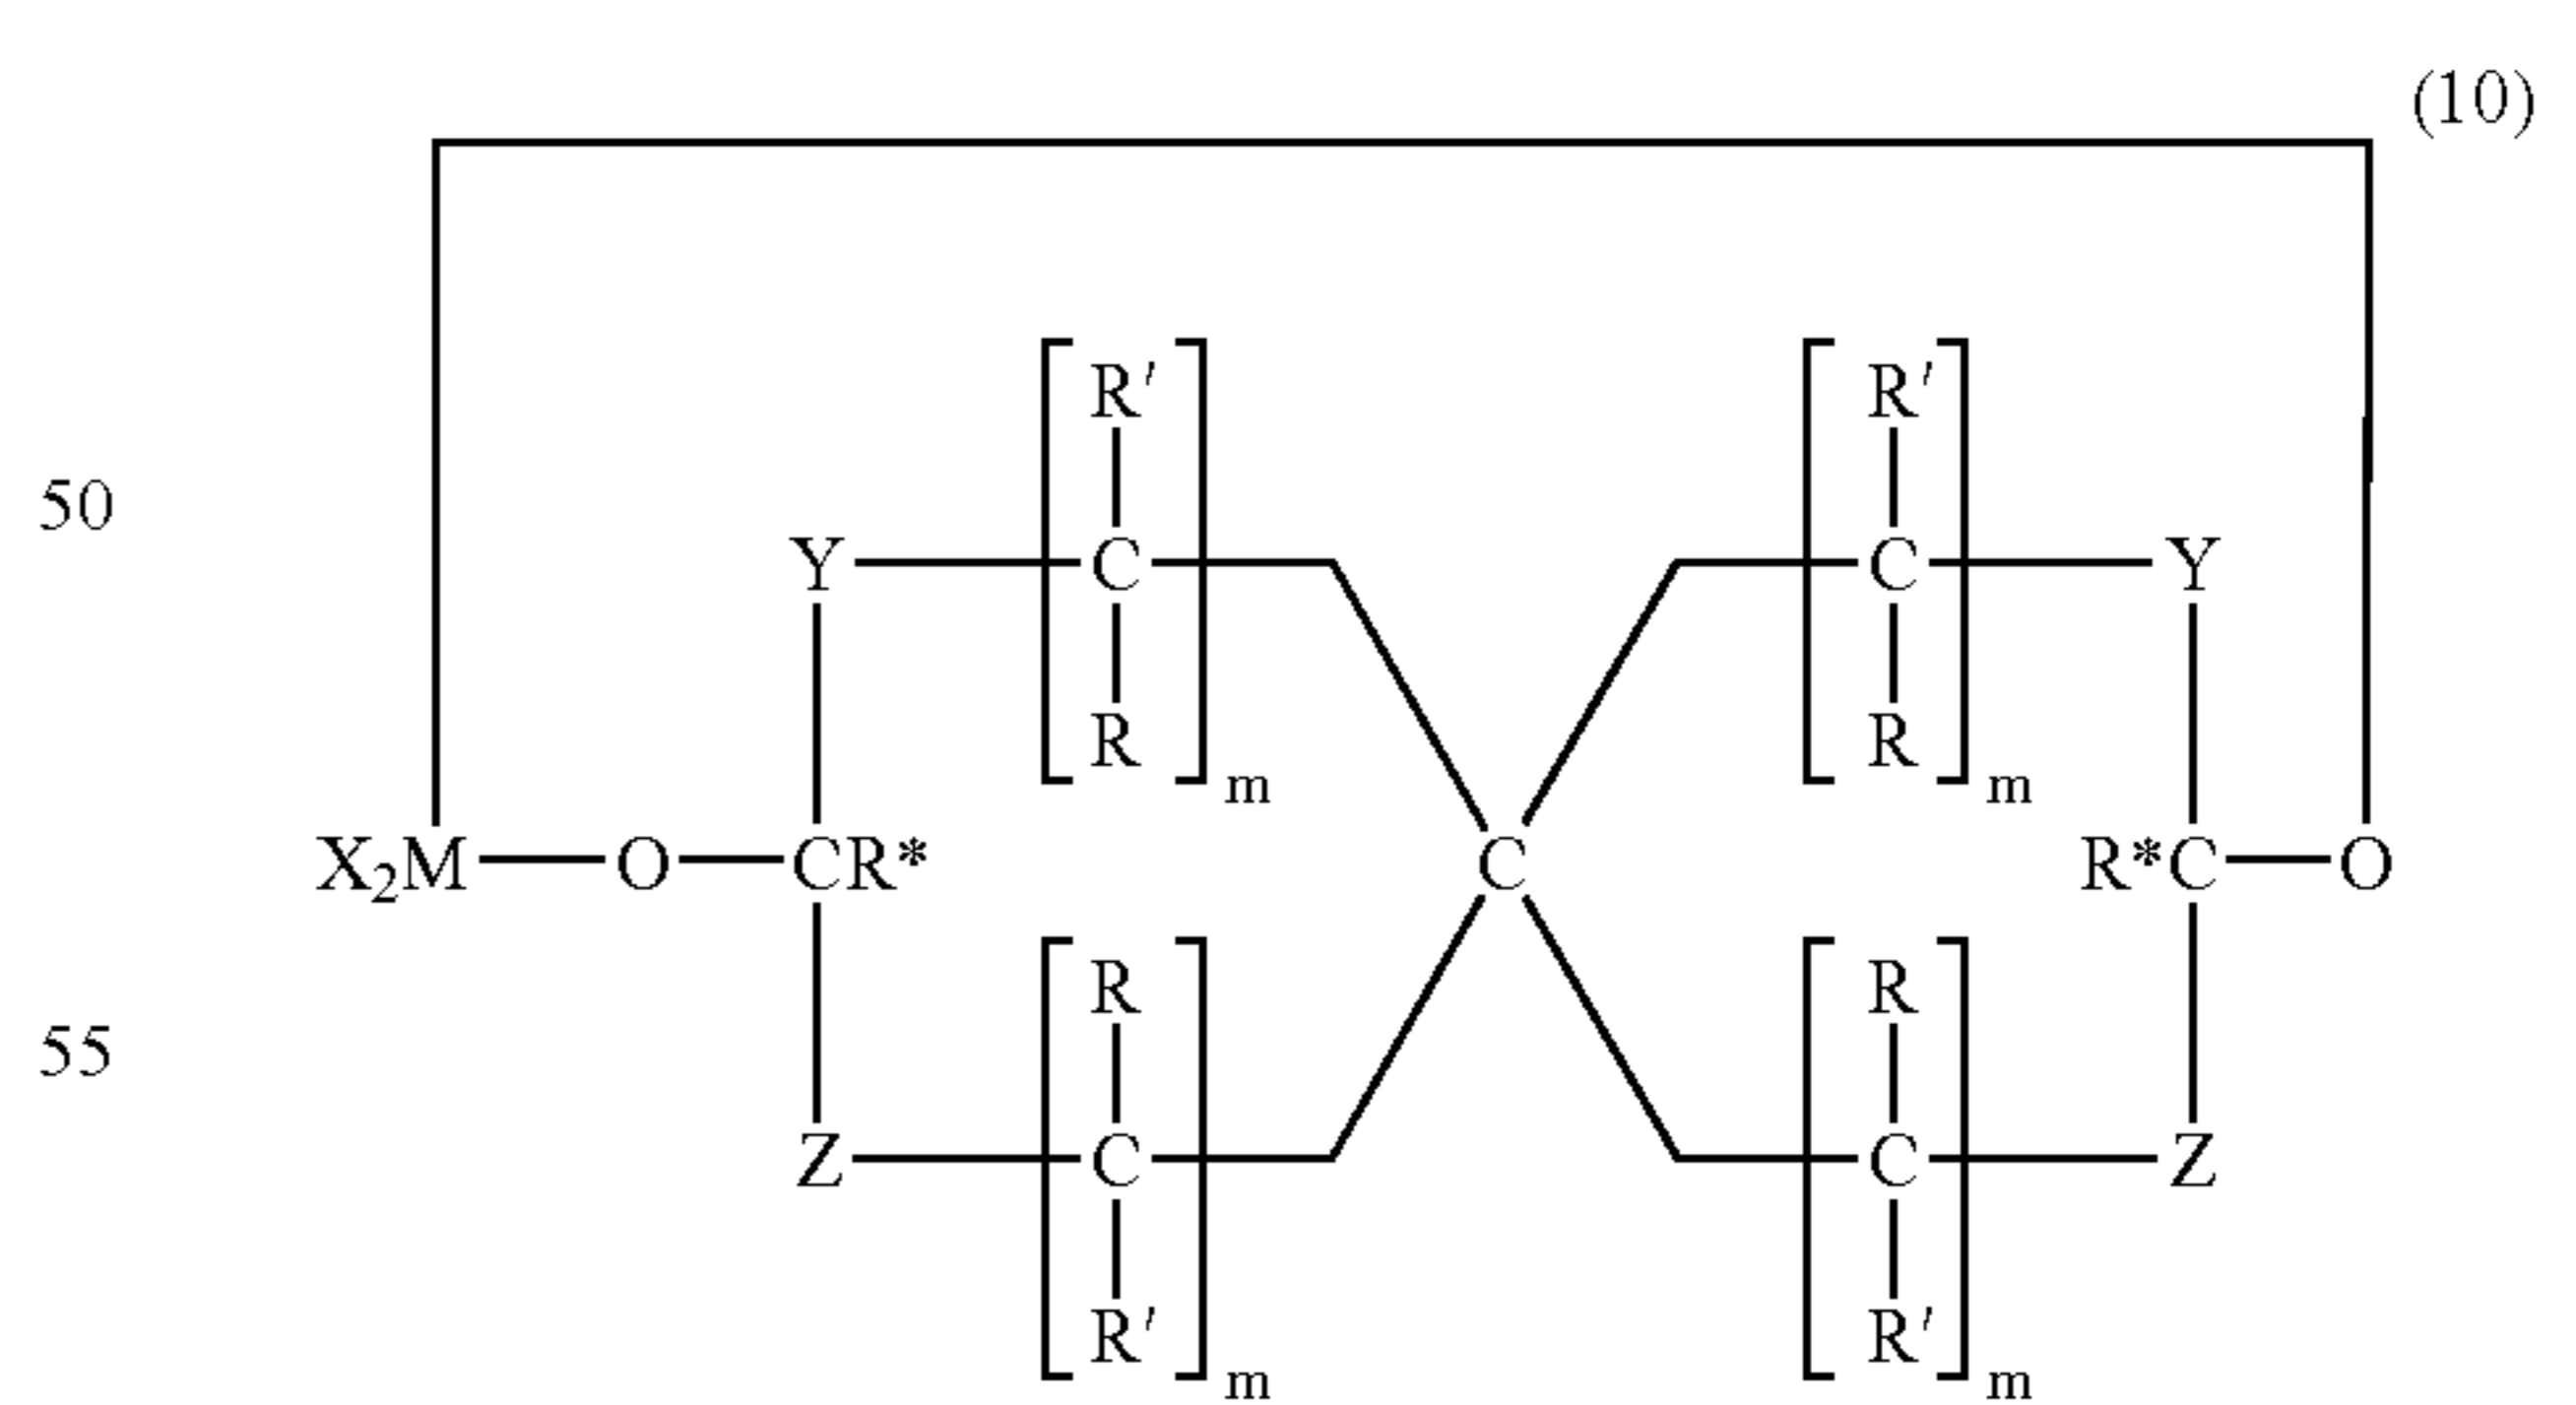 (10)
R' R'
50
Y C C Y
R R
m m
X2M O CR* C R*C O
R R
55
Z C C Z
R' R'
m m